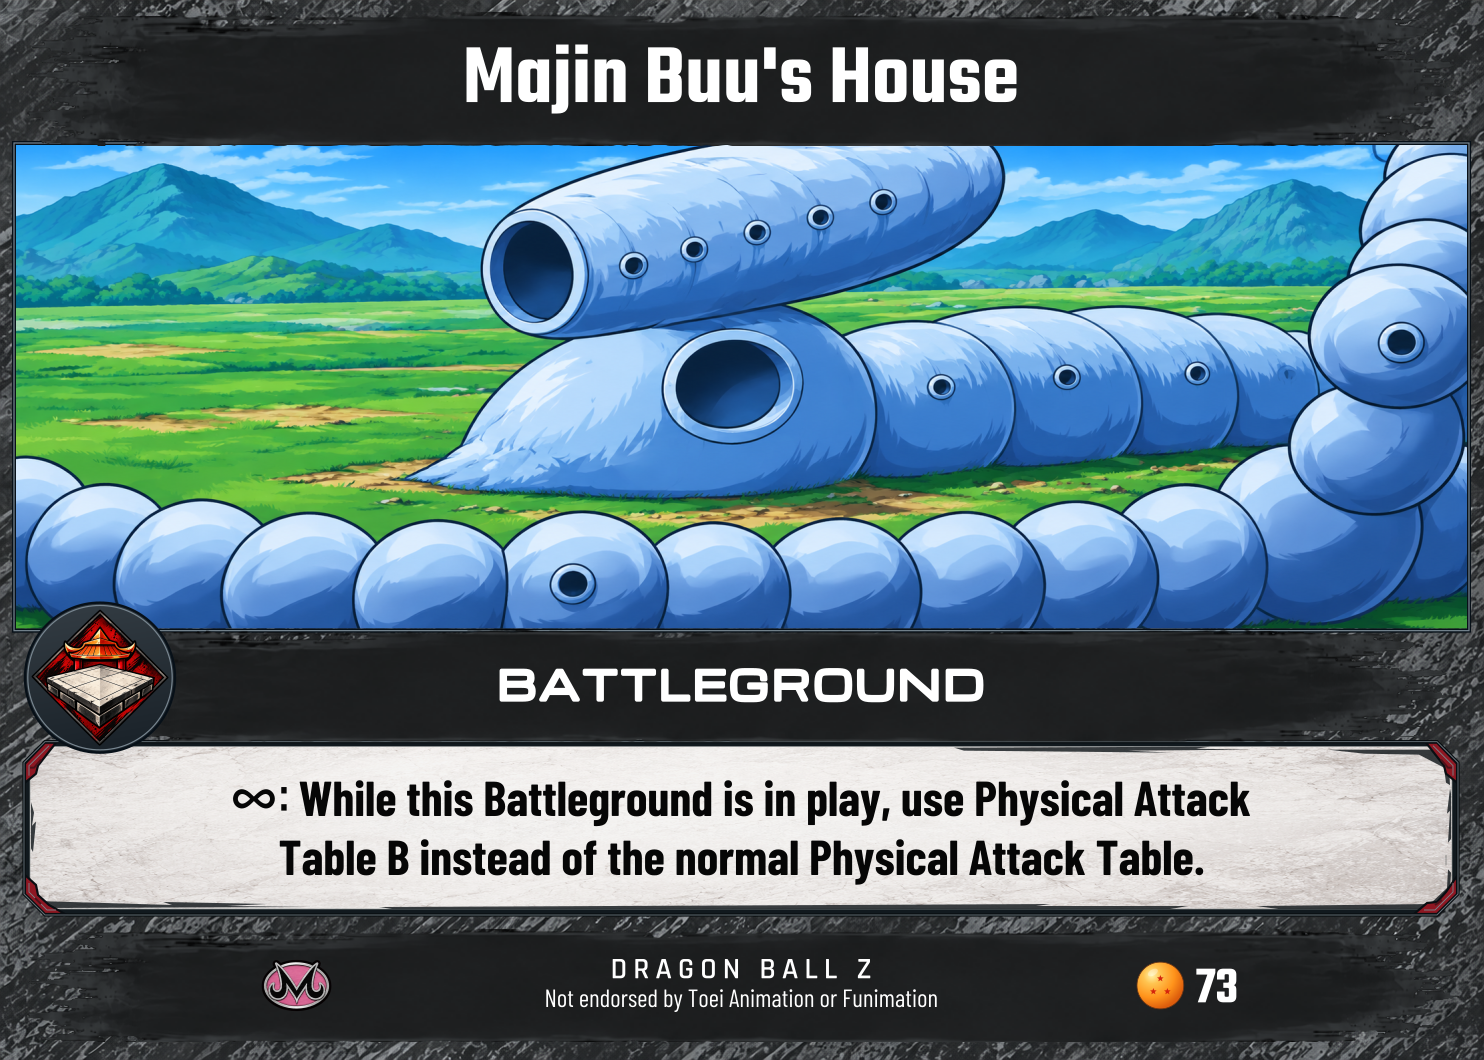 Majin Buu's House
BATTLEGROUND
∞: While this Battleground is in play, use Physical Attack
Table B instead of the normal Physical Attack Table.
DRAGON BALL Z
Not endorsed by Toei Animation or Funimation
73